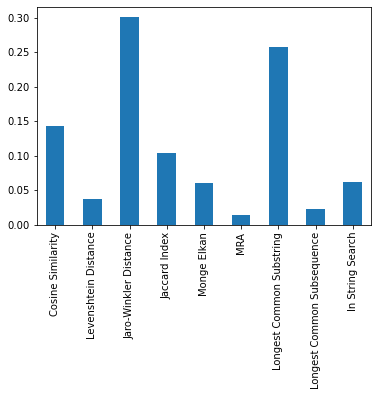 0.30
0.25
0.20
0.15
0.10
0.05
0.00
Cosine Similarity
Levenshtein Distance
Jaro-Winkler Distance
Jaccard Index
Monge Elkan
MRA
Longest Common Substring
Longest Common Subsequence
In String Search